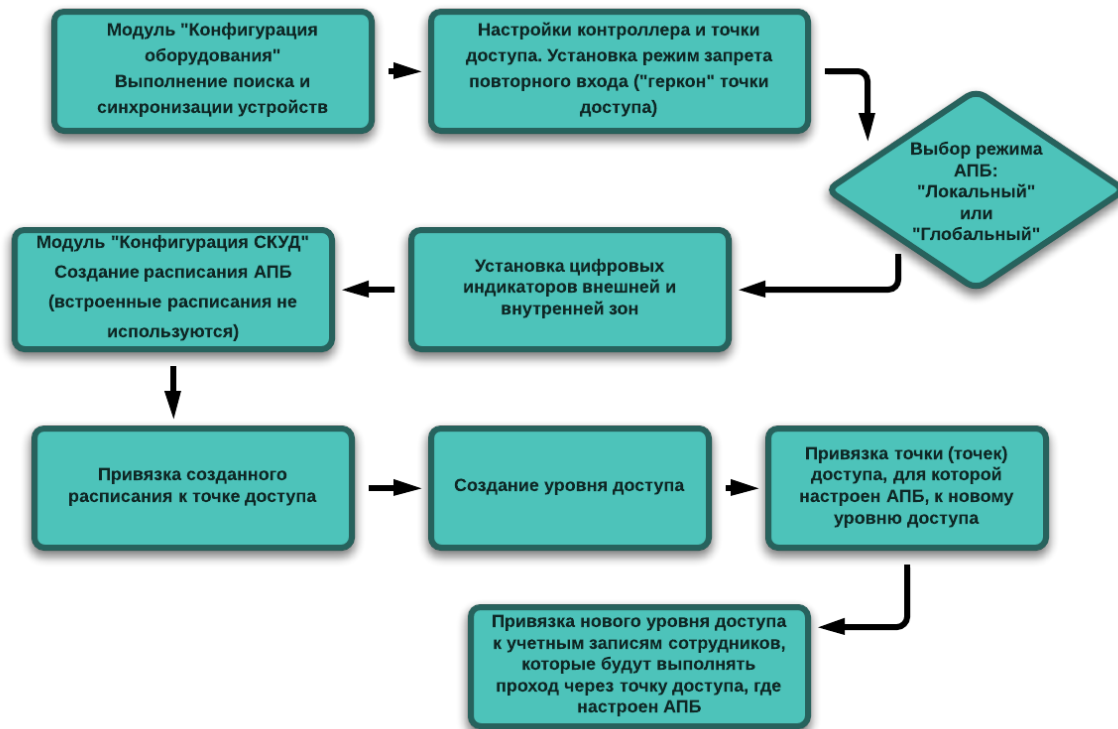 Модуль "Конфигурация
оборудования"
Выполнение поиска и
синхронизации устройств
Настройки контроллера и точки
доступа. Установка режим запрета
повторного входа ("геркон" точки
доступа)
Выбор режима
АПБ:
"Локальный"
или
"Глобальный"
Установка цифровых
индикаторов внешней и
внутренней зон
Модуль "Конфигурация СКУД"
Создание расписания АПБ
(встроенные расписания не
используются)
Привязка созданного
расписания к точке доступа
Создание уровня доступа
Привязка точки (точек)
доступа, для которой
настроен АПБ, к новому
уровню доступа
Привязка нового уровня доступа
к учетным записям сотрудников,
которые будут выполнять
проход через точку доступа, где
настроен АПБ